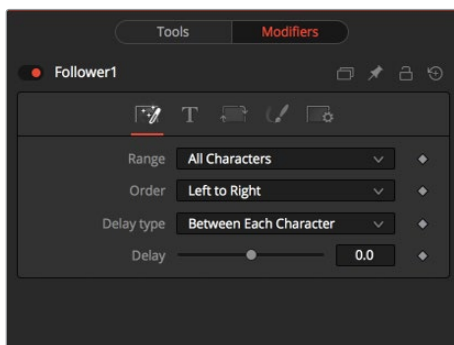 Tools Modifiers
Follower1
T
Range All Characters
Order Left to Right
Delay type Between Each Character
Delay 0.0